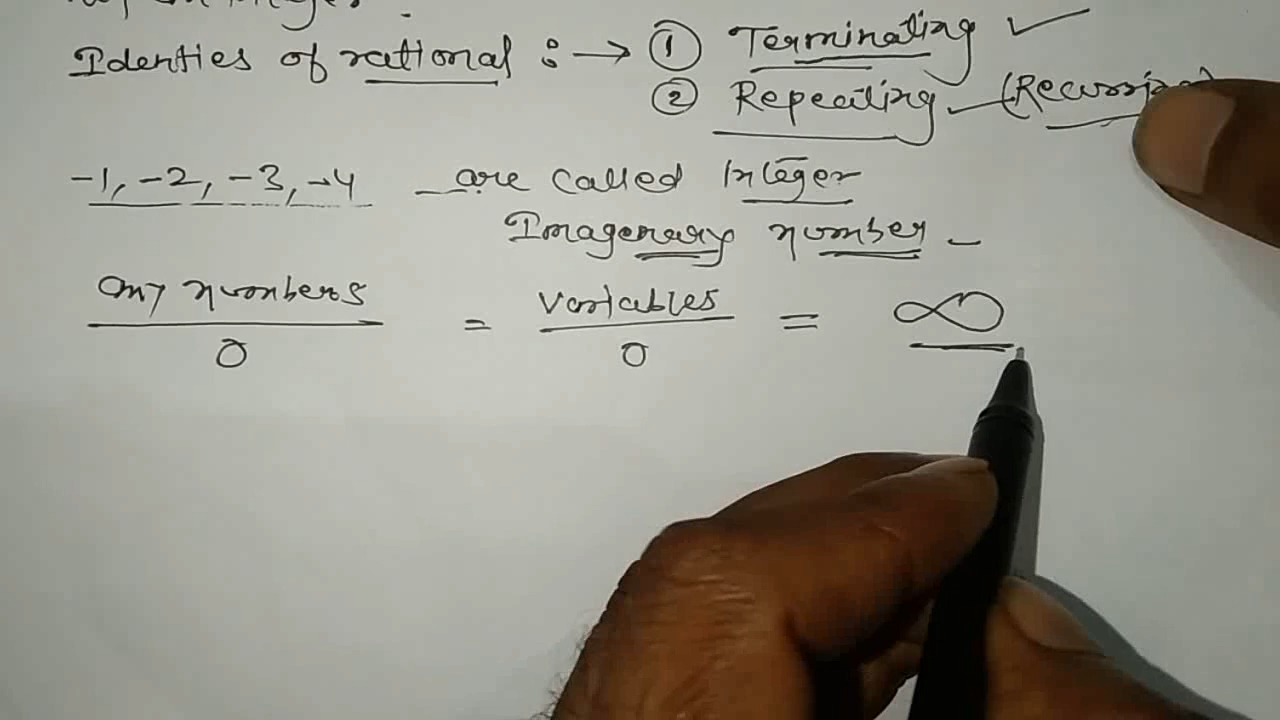 Identies of rational :→ ① Terminating ✓
② Repeating – (Recurring)
-1, -2, -3, -4 are called Integer
Imagenary number –
any numbers / 0 = variables / 0 = ∞